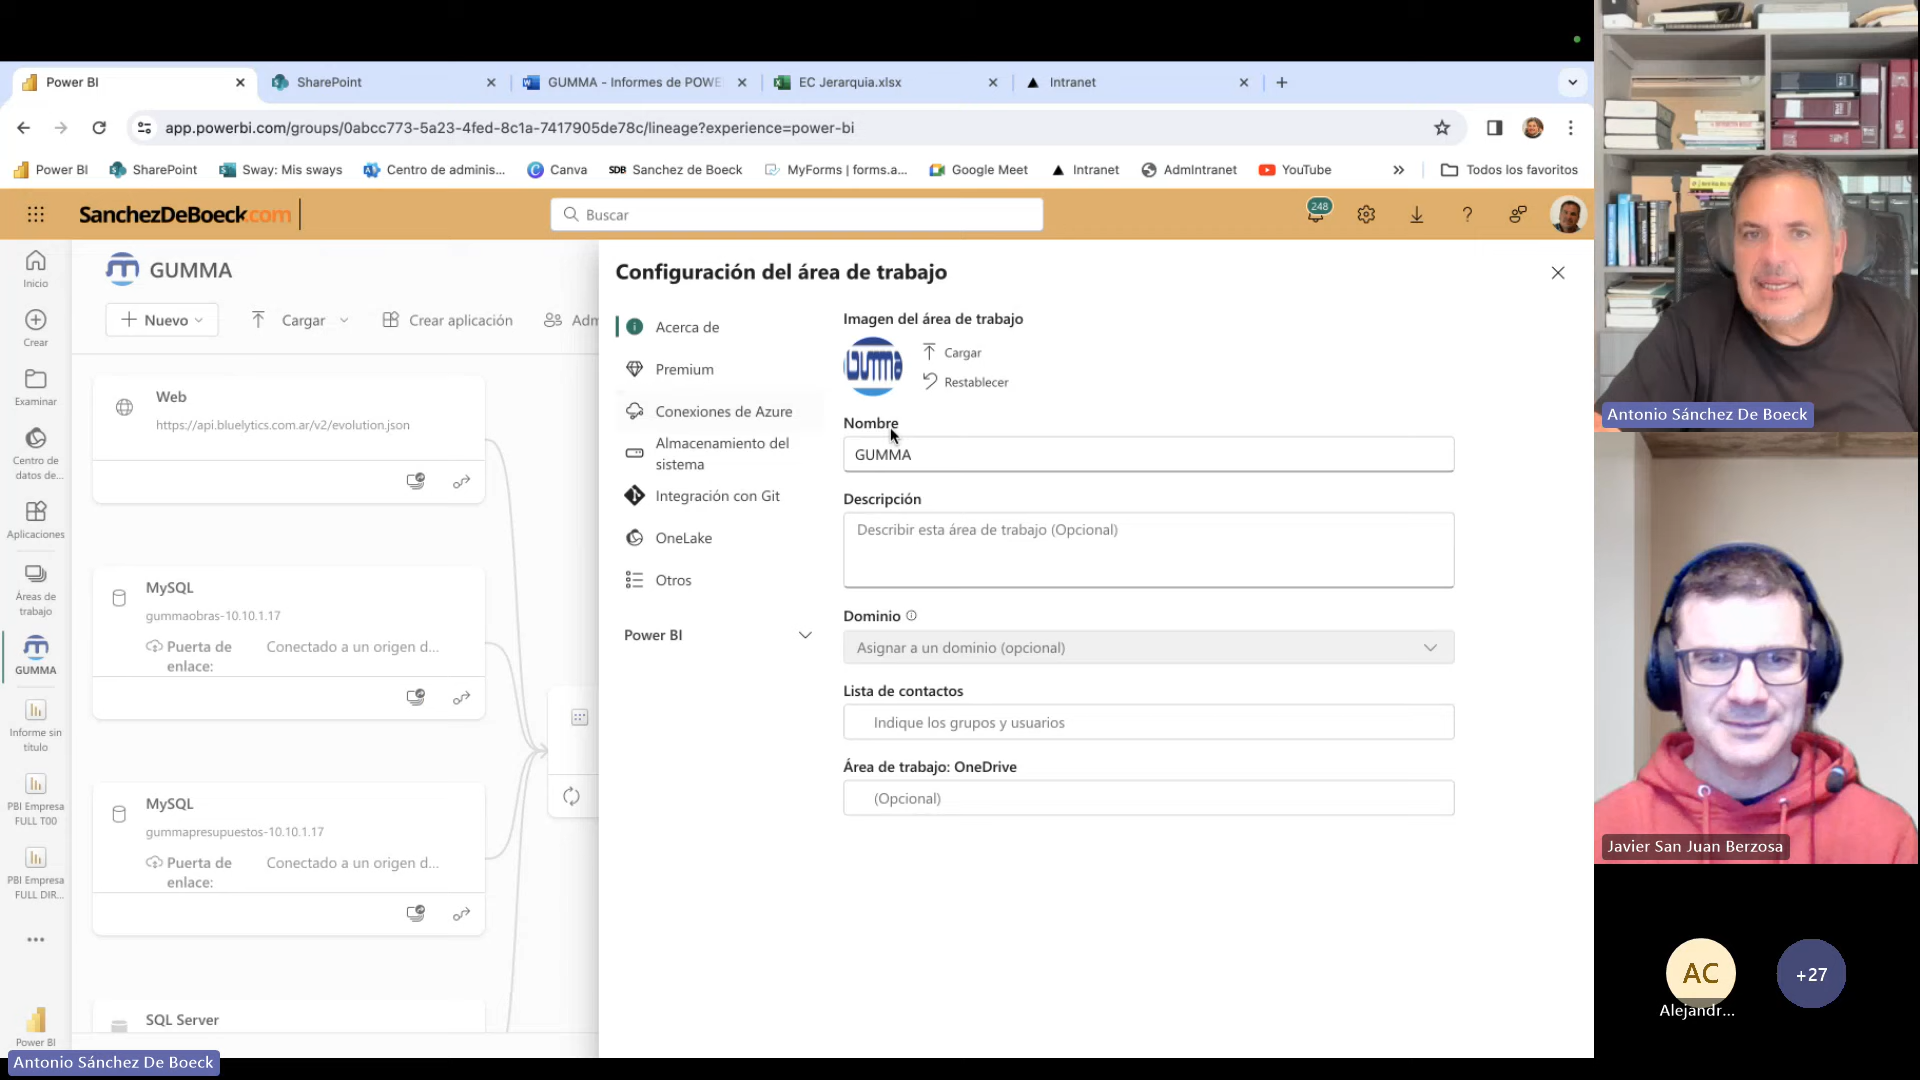 Power BI
SharePoint
GUMMA - Informes de POWE
EC Jerarquia.xlsx
Intranet
app.powerbi.com/groups/0abcc773-5a23-4fed-8c1a-7417905de78c/lineage?experience=power-bi
Power BI
SharePoint
Sway: Mis sways
Centro de adminis...
Canva
SDB Sanchez de Boeck
MyForms | forms.a...
Google Meet
Intranet
AdmIntranet
YouTube
Todos los favoritos
SanchezDeBoeck.com
Buscar
248
Inicio
Crear
Examinar
Centro de
datos de...
Aplicaciones
Áreas de
trabajo
GUMMA
Informe sin
título
PBI Empresa
FULL T00
PBI Empresa
FULL DIR...
Power BI
GUMMA
Nuevo
Cargar
Crear aplicación
Adm
Web
https://api.bluelytics.com.ar/v2/evolution.json
MySQL
gummaobras-10.10.1.17
Puerta de
enlace:
Conectado a un origen d...
MySQL
gummapresupuestos-10.10.1.17
Puerta de
enlace:
Conectado a un origen d...
SQL Server
Configuración del área de trabajo
Acerca de
Premium
Conexiones de Azure
Almacenamiento del
sistema
Integración con Git
OneLake
Otros
Power BI
Imagen del área de trabajo
gumma
Cargar
Restablecer
Nombre
GUMMA
Descripción
Describir esta área de trabajo (Opcional)
Dominio
Asignar a un dominio (opcional)
Lista de contactos
Indique los grupos y usuarios
Área de trabajo: OneDrive
(Opcional)
Antonio Sánchez De Boeck
Javier San Juan Berzosa
AC
Alejandr...
+27
Antonio Sánchez De Boeck